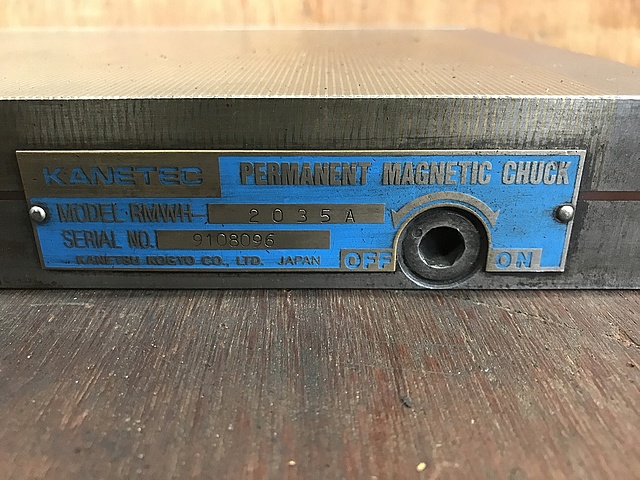 KANETEC PERMANENT MAGNETIC CHUCK
MODEL RMWH 2035A
SERIAL NO. 9108096
KANETSU KOGYO CO., LTD. JAPAN OFF ON